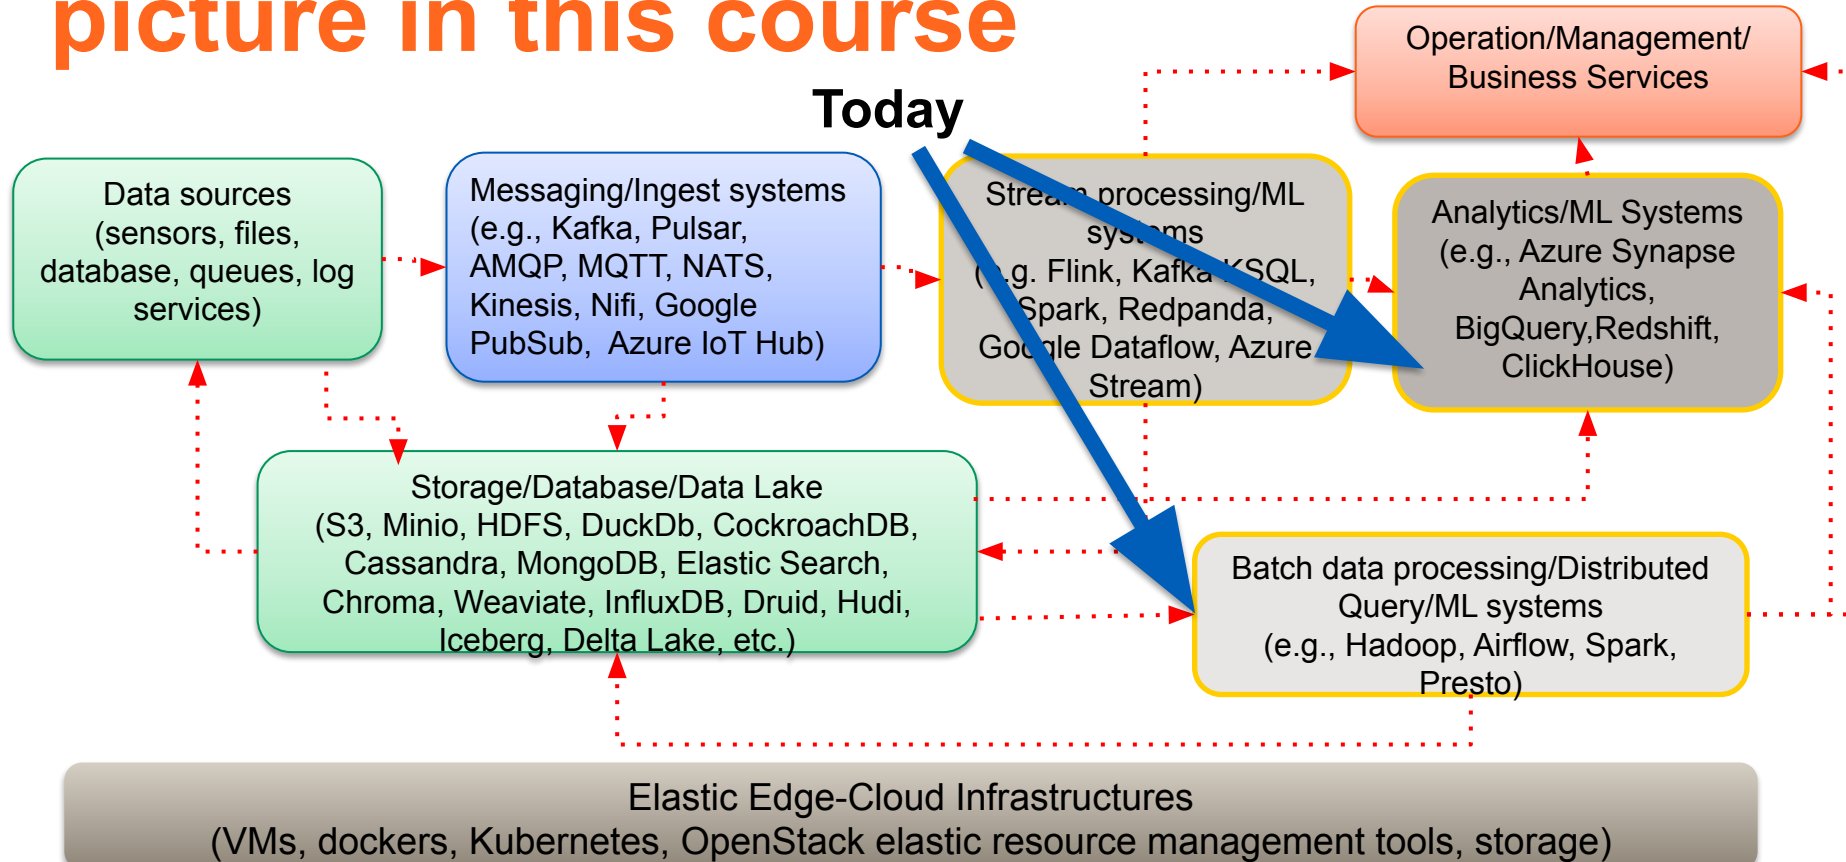 picture in this course
Today
Operation/Management/
Business Services
Data sources
(sensors, files,
database, queues, log
services)
Messaging/Ingest systems
(e.g., Kafka, Pulsar,
AMQP, MQTT, NATS,
Kinesis, Nifi, Google
PubSub,  Azure IoT Hub)
Stream processing/ML
systems
(e.g. Flink, Kafka KSQL,
Spark, Redpanda,
Google Dataflow, Azure
Stream)
Analytics/ML Systems
(e.g., Azure Synapse
Analytics,
BigQuery,Redshift,
ClickHouse)
Storage/Database/Data Lake
(S3, Minio, HDFS, DuckDb, CockroachDB,
Cassandra, MongoDB, Elastic Search,
Chroma, Weaviate, InfluxDB, Druid, Hudi,
Iceberg, Delta Lake, etc.)
Batch data processing/Distributed
Query/ML systems
(e.g., Hadoop, Airflow, Spark,
Presto)
Elastic Edge-Cloud Infrastructures
(VMs, dockers, Kubernetes, OpenStack elastic resource management tools, storage)